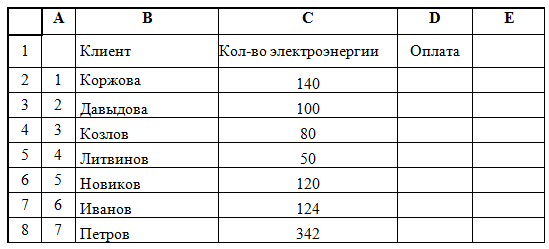 A B C D E
1 Клиент Кол-во электроэнергии Оплата
2 1 Коржова 140
3 2 Давыдова 100
4 3 Козлов 80
5 4 Литвинов 50
6 5 Новиков 120
7 6 Иванов 124
8 7 Петров 342